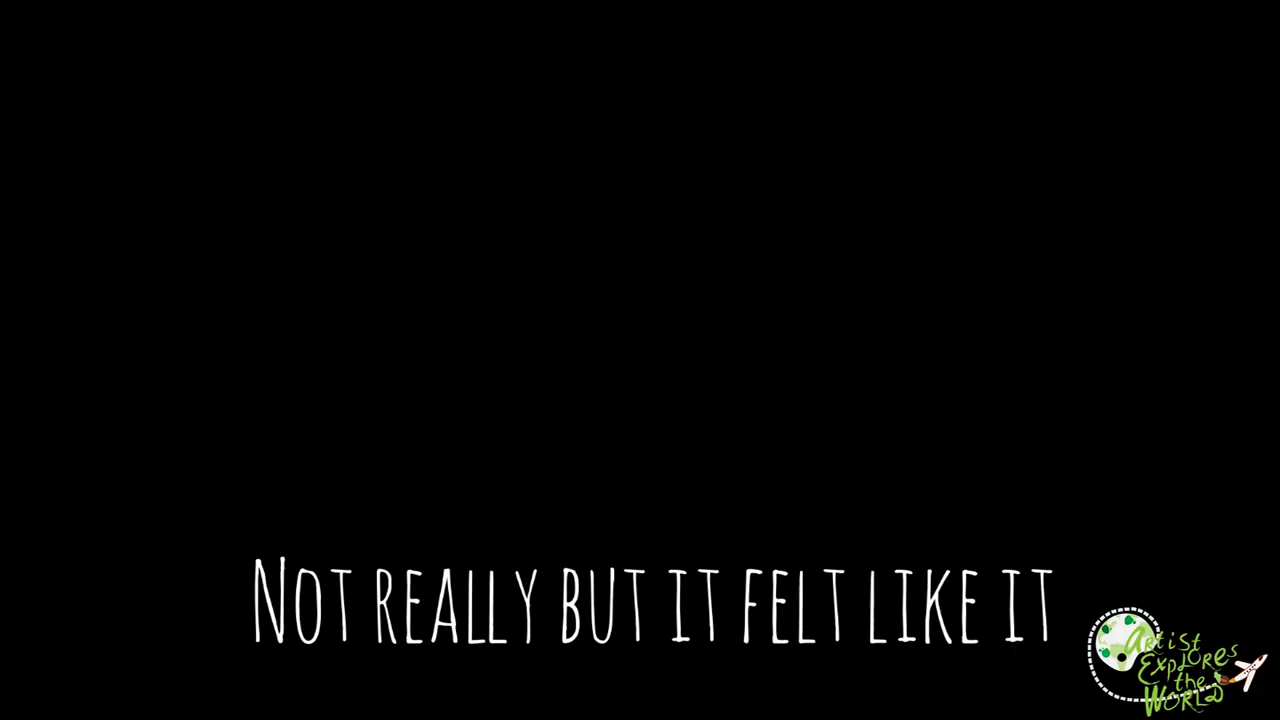 Not really but it felt like it
Artist
Explores
the
World